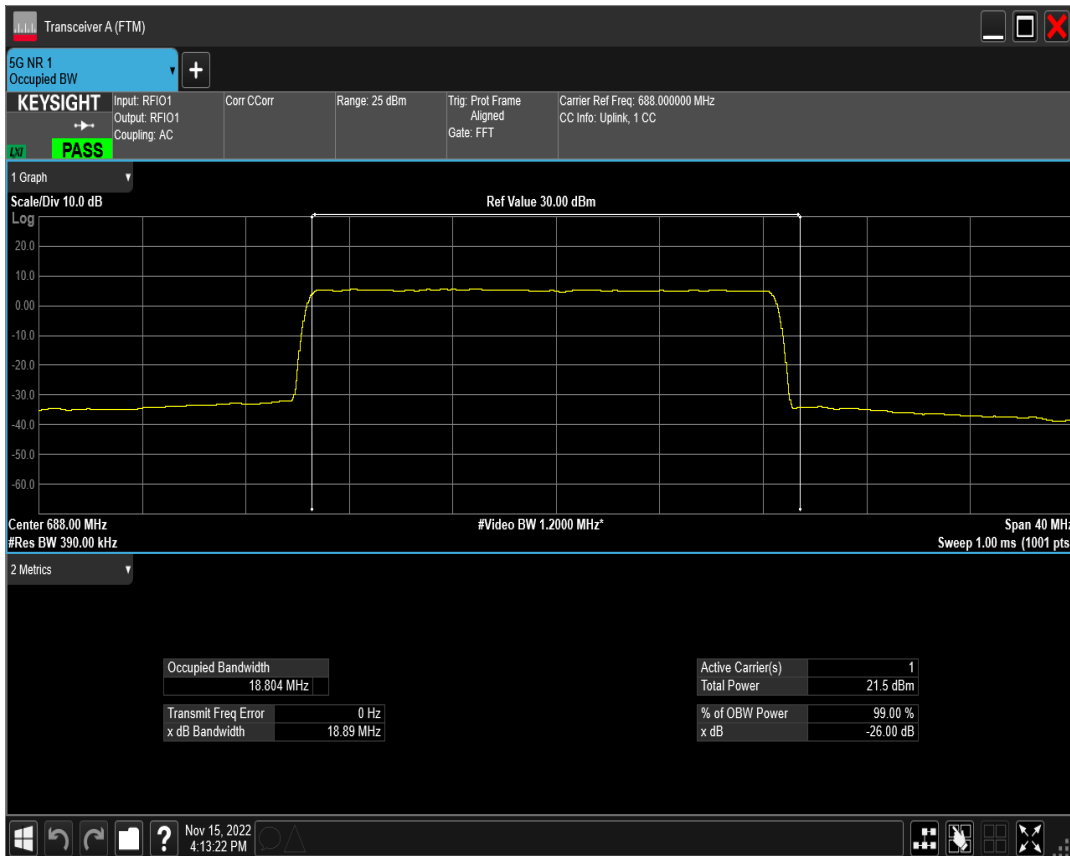 Transceiver A (FTM)
5G NR 1
Occupied BW
+
KEYSIGHT
LXI
PASS
Input: RFIO1
Output: RFIO1
Coupling: AC
Corr CCorr
Range: 25 dBm
Trig: Prot Frame
Aligned
Gate: FFT
Carrier Ref Freq: 688.000000 MHz
CC Info: Uplink, 1 CC
1 Graph
Scale/Div 10.0 dB
Ref Value 30.00 dBm
Log
20.0
10.0
0.00
-10.0
-20.0
-30.0
-40.0
-50.0
-60.0
Center 688.00 MHz
#Video BW 1.2000 MHz*
Span 40 MHz
#Res BW 390.00 kHz
Sweep 1.00 ms (1001 pts
2 Metrics
Occupied Bandwidth
18.804 MHz
Transmit Freq Error 0 Hz
x dB Bandwidth 18.89 MHz
Active Carrier(s) 1
Total Power 21.5 dBm
% of OBW Power 99.00 %
x dB -26.00 dB
?
Nov 15, 2022
4:13:22 PM